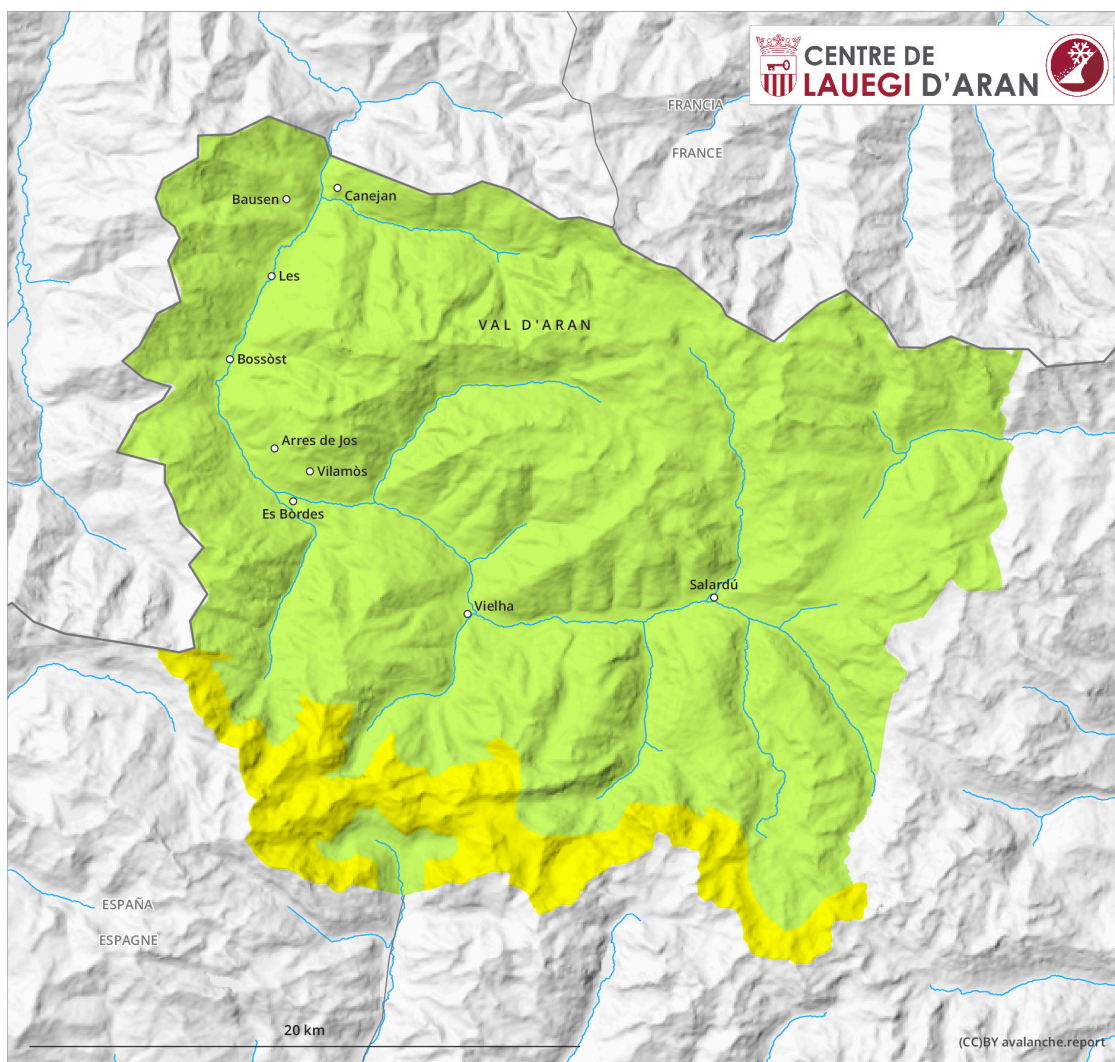 CENTRE DE
LAUEGI D'ARAN
FRANCIA
FRANCE
Bausen
Canejan
Les
VAL D'ARAN
Bossòst
Arres de Jos
Vilamòs
Es Bòrdes
Salardú
Vielha
ESPAÑA
ESPAGNE
20 km
(CC)BY avalanche.report